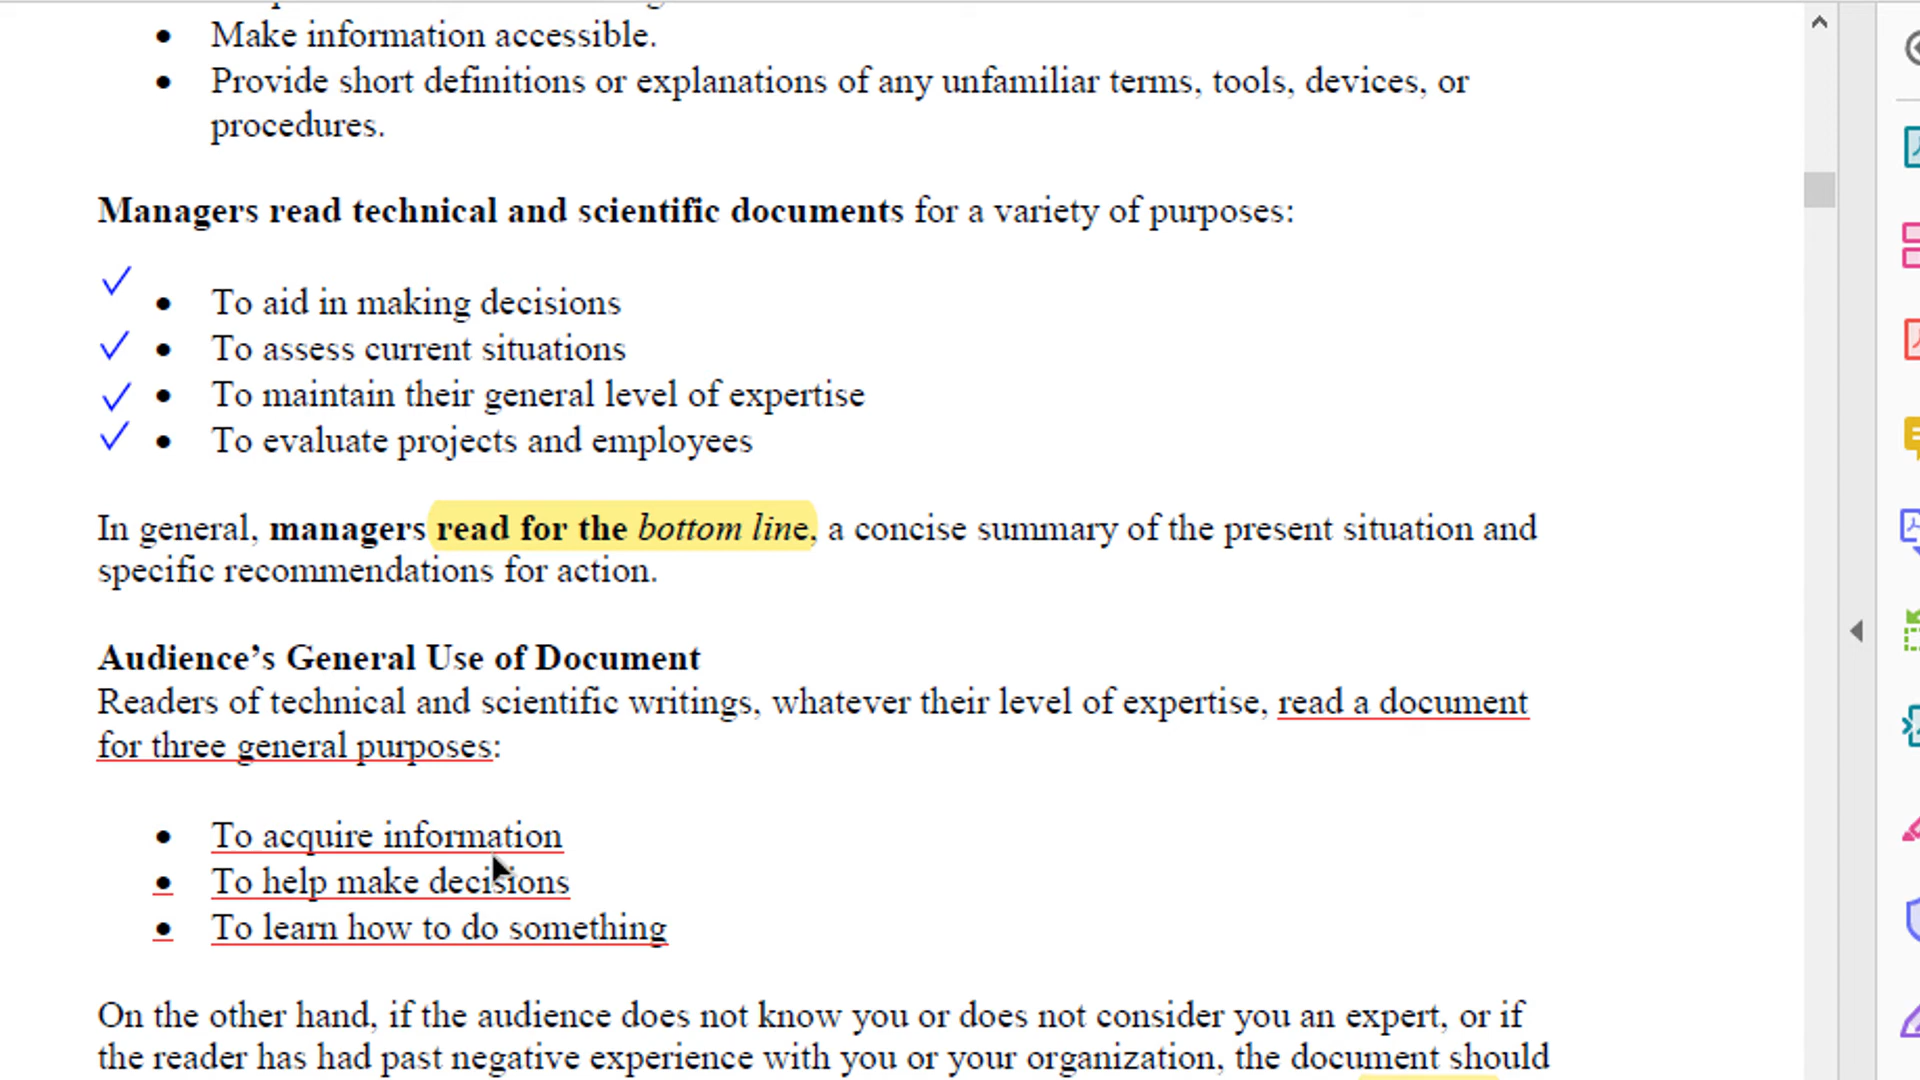 • Make information accessible.
• Provide short definitions or explanations of any unfamiliar terms, tools, devices, or
procedures.
Managers read technical and scientific documents for a variety of purposes:
• To aid in making decisions
• To assess current situations
• To maintain their general level of expertise
• To evaluate projects and employees
In general, managers read for the bottom line, a concise summary of the present situation and
specific recommendations for action.
Audience’s General Use of Document
Readers of technical and scientific writings, whatever their level of expertise, read a document
for three general purposes:
• To acquire information
• To help make decisions
• To learn how to do something
On the other hand, if the audience does not know you or does not consider you an expert, or if
the reader has had past negative experience with you or your organization, the document should